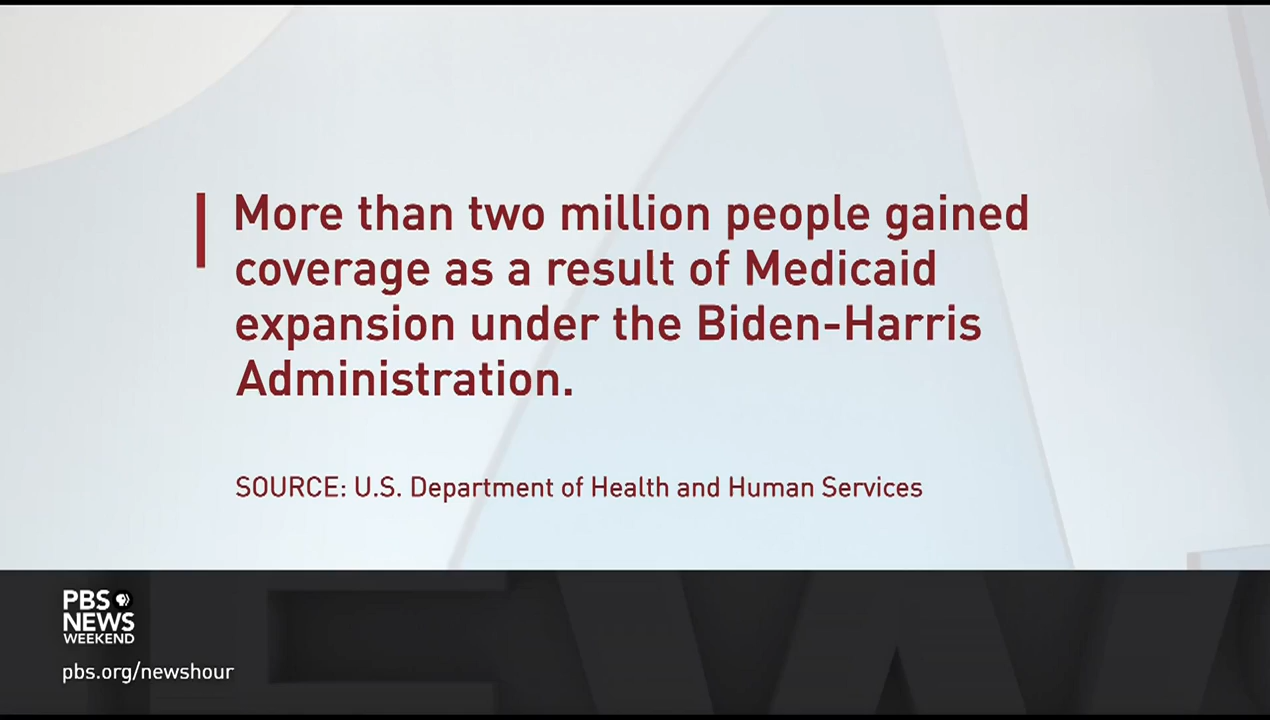 More than two million people gained
coverage as a result of Medicaid
expansion under the Biden-Harris
Administration.
SOURCE: U.S. Department of Health and Human Services
PBS
NEWS
WEEKEND
pbs.org/newshour